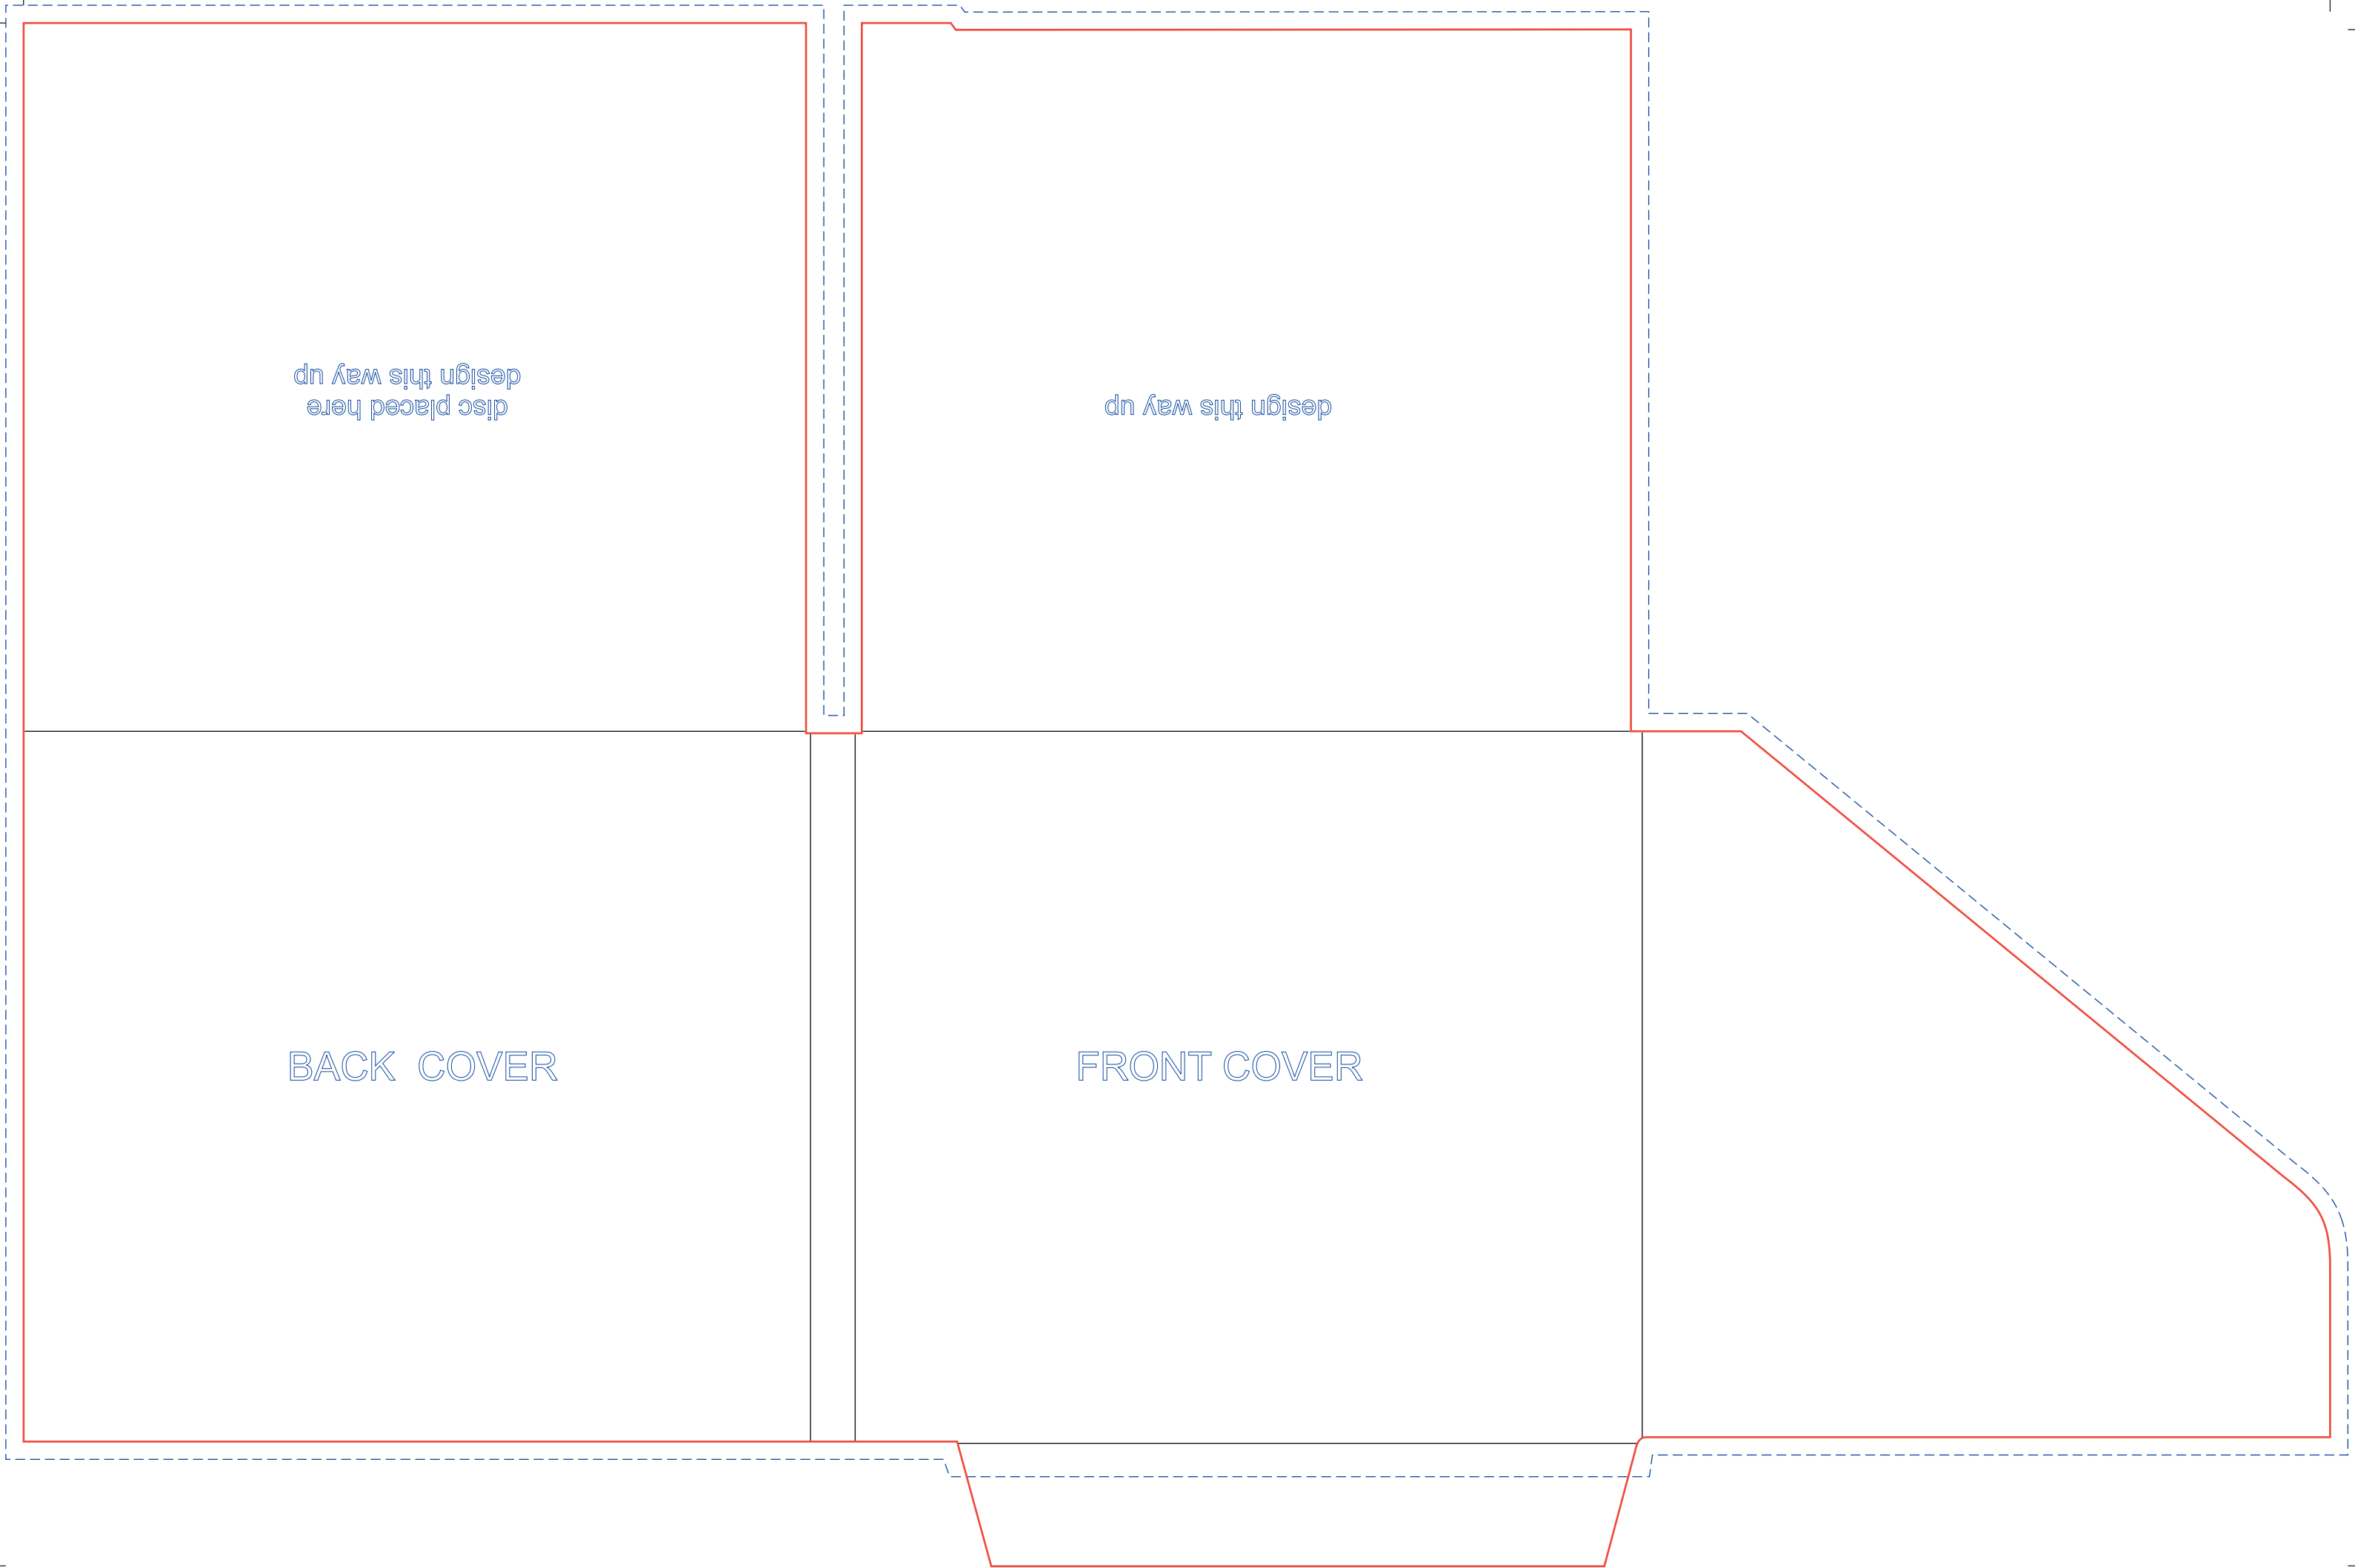 design this way up
disc placed here
design this way up
BACK  COVER
FRONT COVER